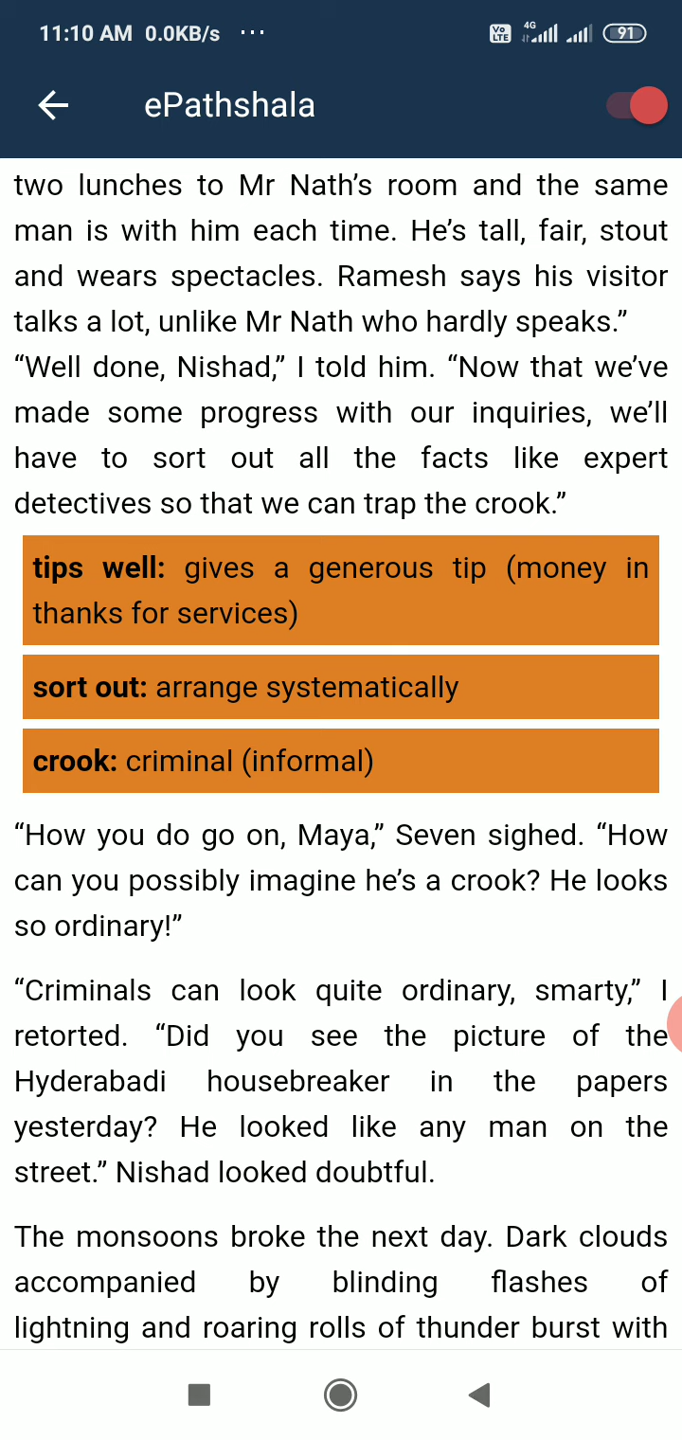 11:10 AM 0.0KB/s ...
Vo LTE 4G 91
ePathshala
two lunches to Mr Nath’s room and the same
man is with him each time. He’s tall, fair, stout
and wears spectacles. Ramesh says his visitor
talks a lot, unlike Mr Nath who hardly speaks.”
“Well done, Nishad,” I told him. “Now that we’ve
made some progress with our inquiries, we’ll
have to sort out all the facts like expert
detectives so that we can trap the crook.”
tips well: gives a generous tip (money in
thanks for services)
sort out: arrange systematically
crook: criminal (informal)
“How you do go on, Maya,” Seven sighed. “How
can you possibly imagine he’s a crook? He looks
so ordinary!”
“Criminals can look quite ordinary, smarty,” I
retorted. “Did you see the picture of the
Hyderabadi housebreaker in the papers
yesterday? He looked like any man on the
street.” Nishad looked doubtful.
The monsoons broke the next day. Dark clouds
accompanied by blinding flashes of
lightning and roaring rolls of thunder burst with